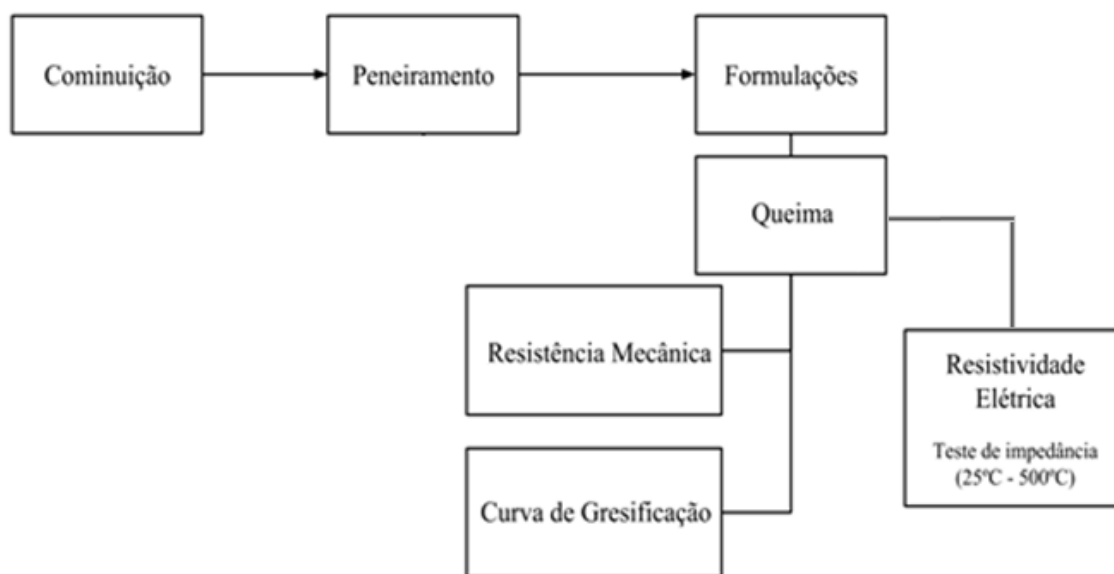 Cominuição
Peneiramento
Formulações
Queima
Resistência Mecânica
Curva de Gresificação
Resistividade
Elétrica
Teste de impedância
(25ºC - 500ºC)